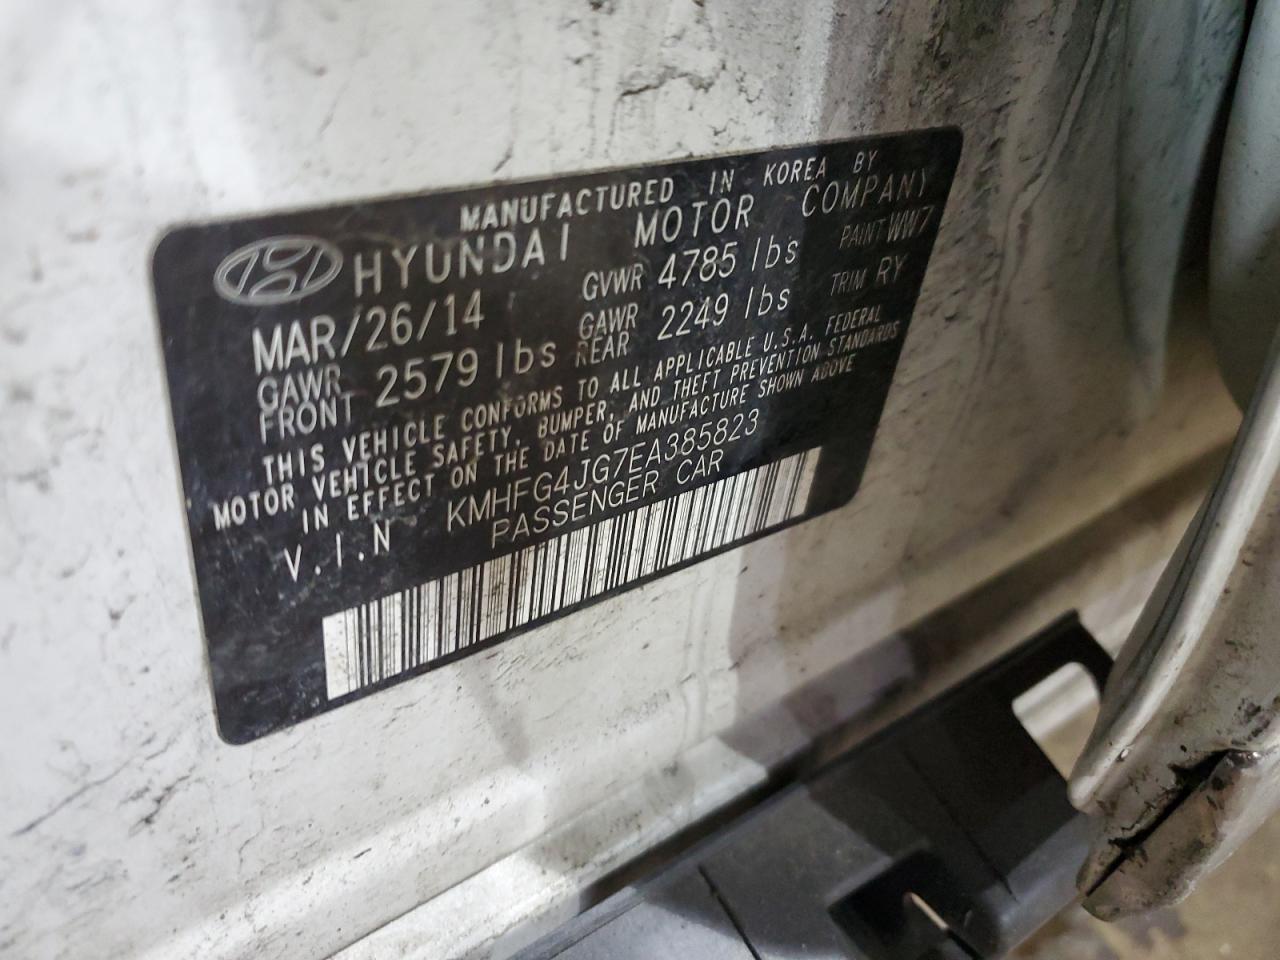 MANUFACTURED IN KOREA BY
HYUNDAI MOTOR COMPANY
MAR/26/14 GVWR 4785 lbs PAINT WW7
GAWR FRONT 2579 lbs GAWR REAR 2249 lbs TRIM RY
THIS VEHICLE CONFORMS TO ALL APPLICABLE U.S.A. FEDERAL
MOTOR VEHICLE SAFETY, BUMPER, AND THEFT PREVENTION STANDARDS
IN EFFECT ON THE DATE OF MANUFACTURE SHOWN ABOVE
V.I.N KMHFG4JG7EA385823
PASSENGER CAR